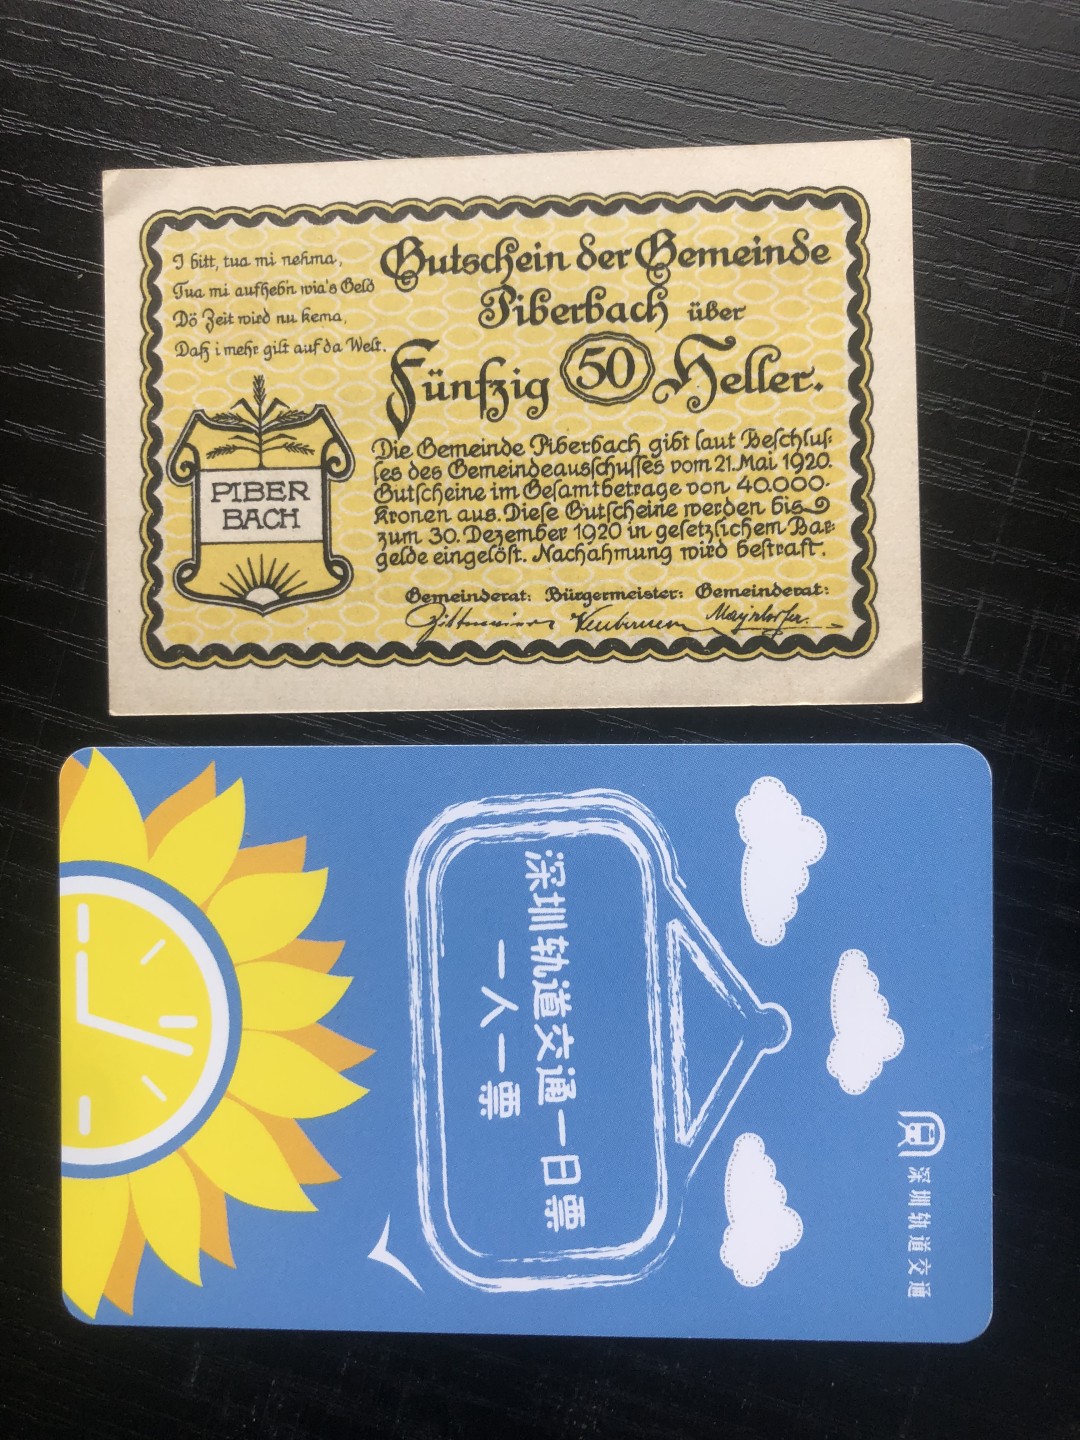 I bitt, tua mi nehma,
Tua mi aufhebn wia's Geld
Dö Zeit wird nu kema,
Daß i mehr gilt auf da Welt.
Gutschein der Gemeinde
Piberbach über
Fünfzig 50 Heller.
PIBER
BACH
Die Gemeinde Piberbach gibt laut Beschlus-
ses des Gemeindeausschusses vom 21. Mai 1920.
Gutscheine im Gesamtbetrage von 40.000.
Kronen aus. Diese Gutscheine werden bis
zum 30. Dezember 1920 in gesetzlichem Bar-
gelde eingelöst. Nachahmung wird bestraft.
Gemeinderat: Bürgermeister: Gemeinderat:
深圳轨道交通一日票
一人一票
深圳轨道交通